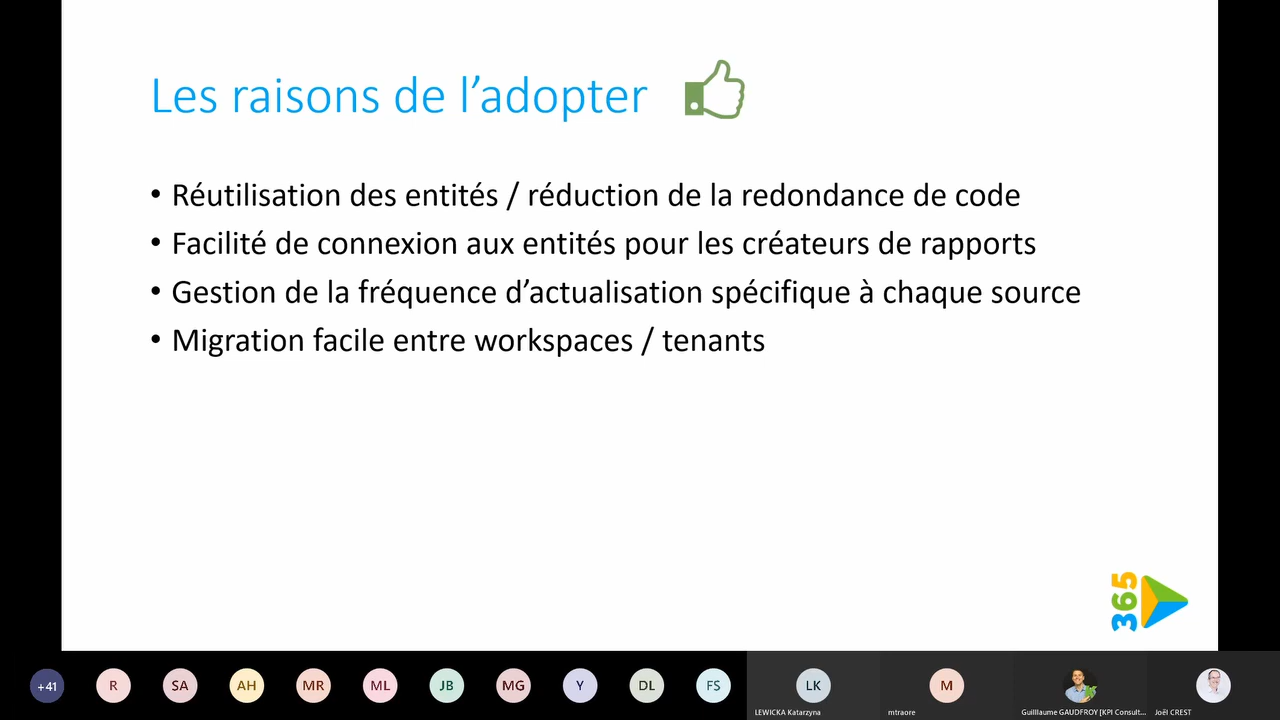 Les raisons de l’adopter
• Réutilisation des entités / réduction de la redondance de code
• Facilité de connexion aux entités pour les créateurs de rapports
• Gestion de la fréquence d’actualisation spécifique à chaque source
• Migration facile entre workspaces / tenants
365
+41 R SA AH MR ML JB MG Y DL FS LK M
LEWICKA Katarzyna mtraore Guillaume GAUDFROY [KPI Consult... Joël CREST